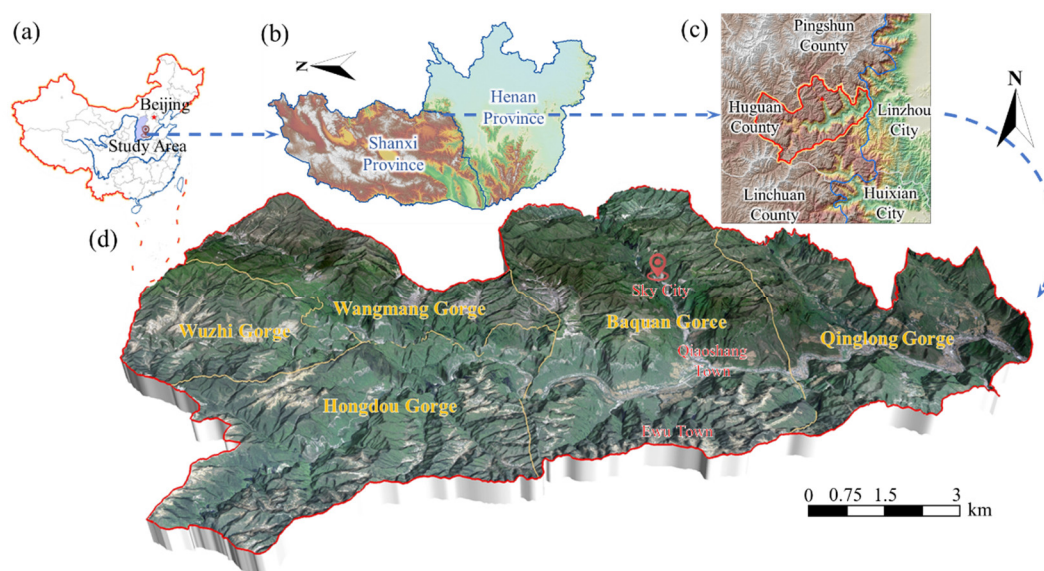 (a)
Beijing
Study Area
(b)
N
Henan
Province
Shanxi
Province
(c)
Pingshun
County
Huguan
County
Linzhou
City
Linchuan
County
Huixian
City
N
(d)
Sky City
Wangmang Gorge
Wuzhi Gorge
Baquan Gorce
Qinglong Gorge
Qiaoshang
Town
Hongdou Gorge
Ewu Town
0 0.75 1.5 3
km